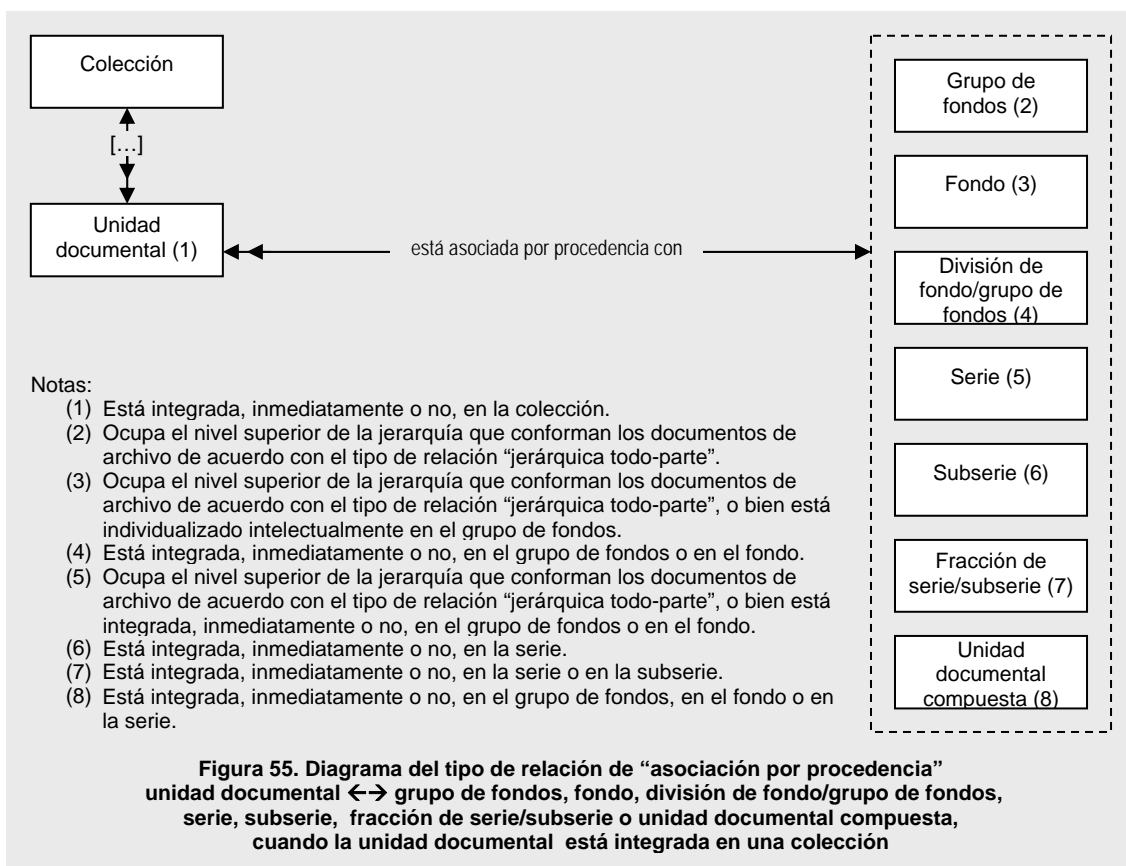 Colección
[…]
Unidad
documental (1)
está asociada por procedencia con
Grupo de
fondos (2)
Fondo (3)
División de
fondo/grupo de
fondos (4)
Serie (5)
Subserie (6)
Fracción de
serie/subserie (7)
Unidad
documental
compuesta (8)
Notas:
(1) Está integrada, inmediatamente o no, en la colección.
(2) Ocupa el nivel superior de la jerarquía que conforman los documentos de
archivo de acuerdo con el tipo de relación “jerárquica todo-parte”.
(3) Ocupa el nivel superior de la jerarquía que conforman los documentos de
archivo de acuerdo con el tipo de relación “jerárquica todo-parte”, o bien está
individualizado intelectualmente en el grupo de fondos.
(4) Está integrada, inmediatamente o no, en el grupo de fondos o en el fondo.
(5) Ocupa el nivel superior de la jerarquía que conforman los documentos de
archivo de acuerdo con el tipo de relación “jerárquica todo-parte”, o bien está
integrada, inmediatamente o no, en el grupo de fondos o en el fondo.
(6) Está integrada, inmediatamente o no, en la serie.
(7) Está integrada, inmediatamente o no, en la serie o en la subserie.
(8) Está integrada, inmediatamente o no, en el grupo de fondos, en el fondo o en
la serie.
Figura 55. Diagrama del tipo de relación de “asociación por procedencia”
unidad documental ←→ grupo de fondos, fondo, división de fondo/grupo de fondos,
serie, subserie, fracción de serie/subserie o unidad documental compuesta,
cuando la unidad documental está integrada en una colección